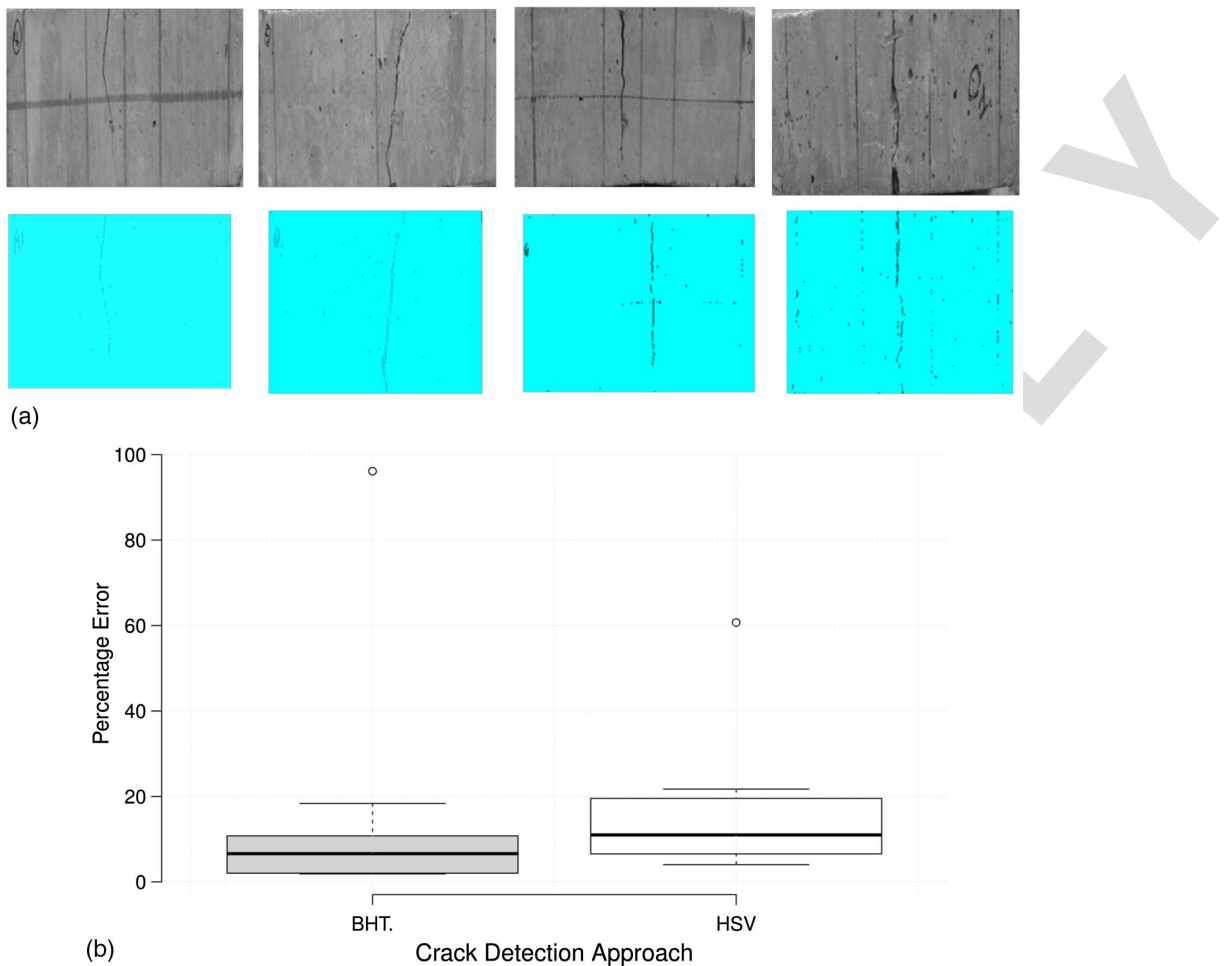 Y
L
(a)
100
80
60
40
20
0
Percentage Error
BHT.
HSV
Crack Detection Approach
(b)